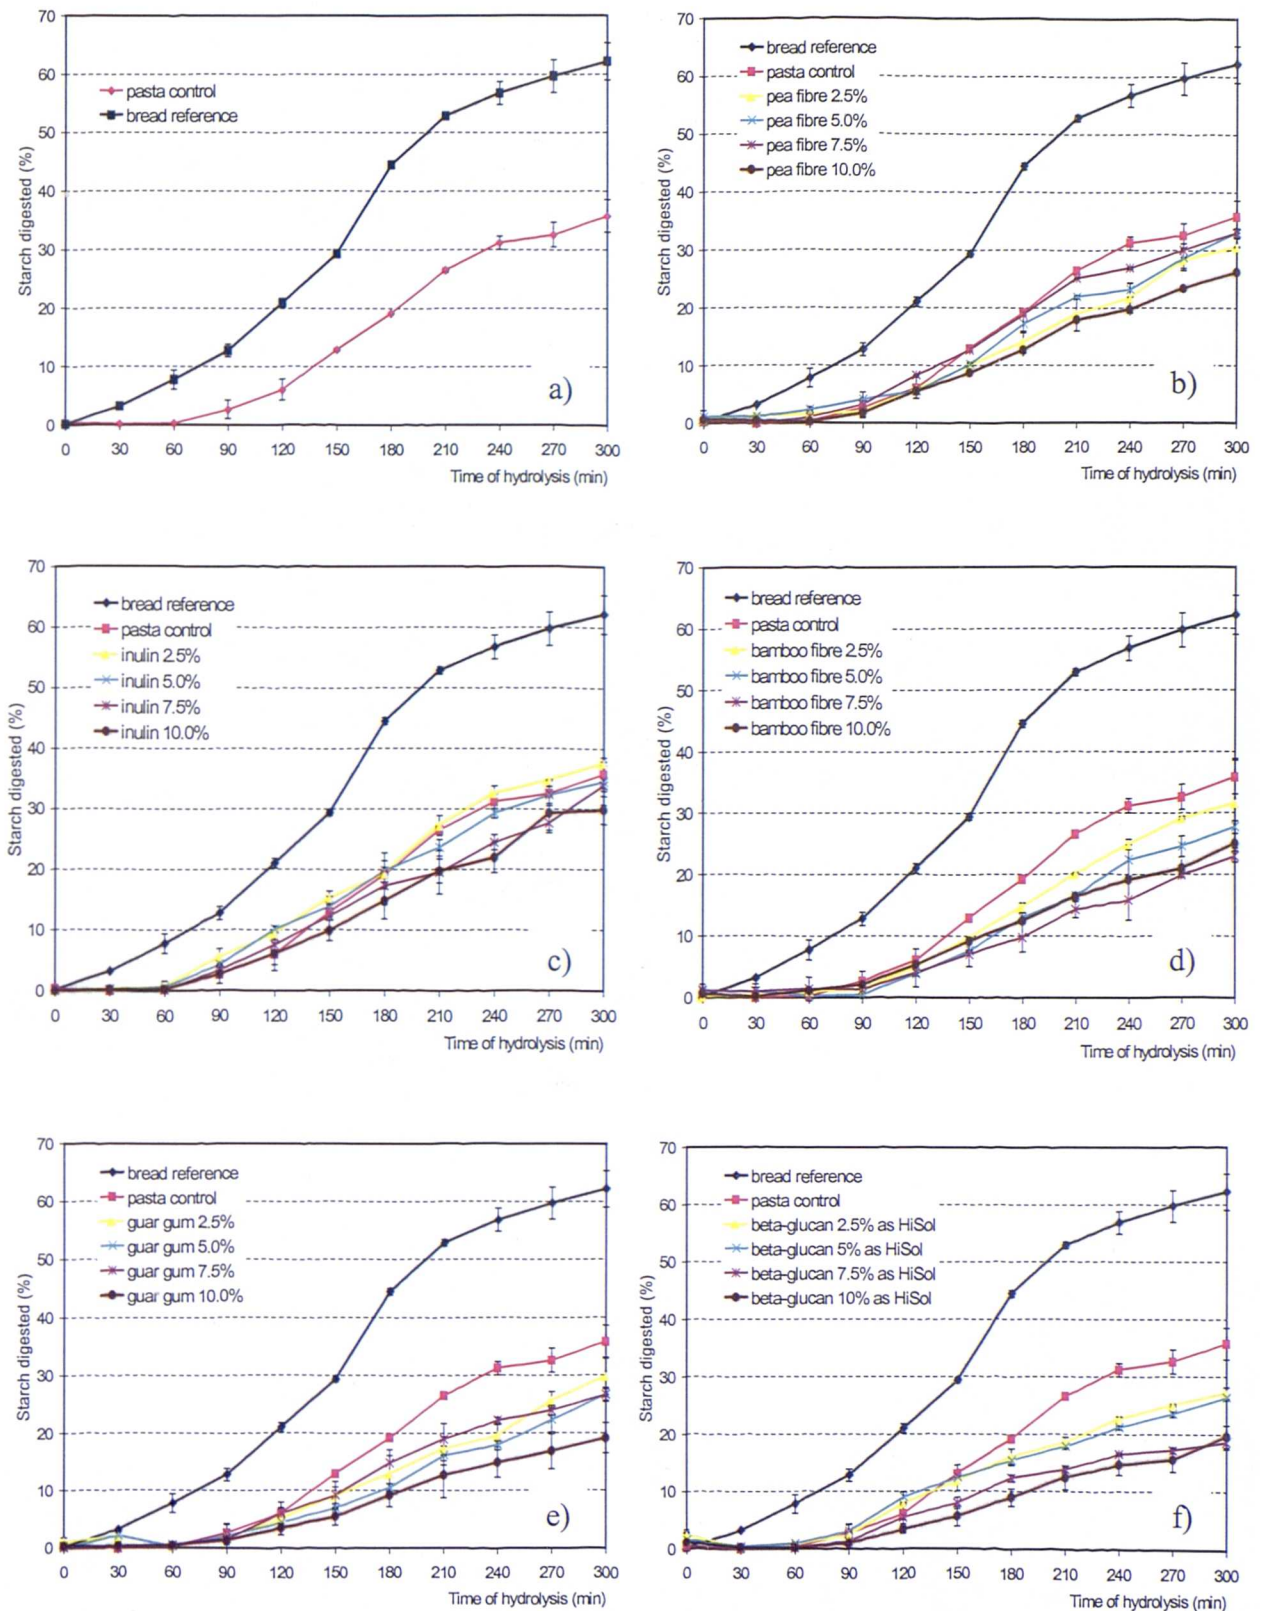 70
60
50
40
30
20
10
0
Starch digested (%)
pasta control
bread reference
a)
0 30 60 90 120 150 180 210 240 270 300
Time of hydrolysis (min)
70
60
50
40
30
20
10
0
Starch digested (%)
bread reference
pasta control
pea fibre 2.5%
pea fibre 5.0%
pea fibre 7.5%
pea fibre 10.0%
b)
0 30 60 90 120 150 180 210 240 270 300
Time of hydrolysis (min)
70
60
50
40
30
20
10
0
Starch digested (%)
bread reference
pasta control
inulin 2.5%
inulin 5.0%
inulin 7.5%
inulin 10.0%
c)
0 30 60 90 120 150 180 210 240 270 300
Time of hydrolysis (min)
70
60
50
40
30
20
10
0
Starch digested (%)
bread reference
pasta control
bamboo fibre 2.5%
bamboo fibre 5.0%
bamboo fibre 7.5%
bamboo fibre 10.0%
d)
0 30 60 90 120 150 180 210 240 270 300
Time of hydrolysis (min)
70
60
50
40
30
20
10
0
Starch digested (%)
bread reference
pasta control
guar gum 2.5%
guar gum 5.0%
guar gum 7.5%
guar gum 10.0%
e)
0 30 60 90 120 150 180 210 240 270 300
Time of hydrolysis (min)
70
60
50
40
30
20
10
0
Starch digested (%)
bread reference
pasta control
beta-glucan 2.5% as HiSol
beta-glucan 5% as HiSol
beta-glucan 7.5% as HiSol
beta-glucan 10% as HiSol
f)
0 30 60 90 120 150 180 210 240 270 300
Time of hydrolysis (min)